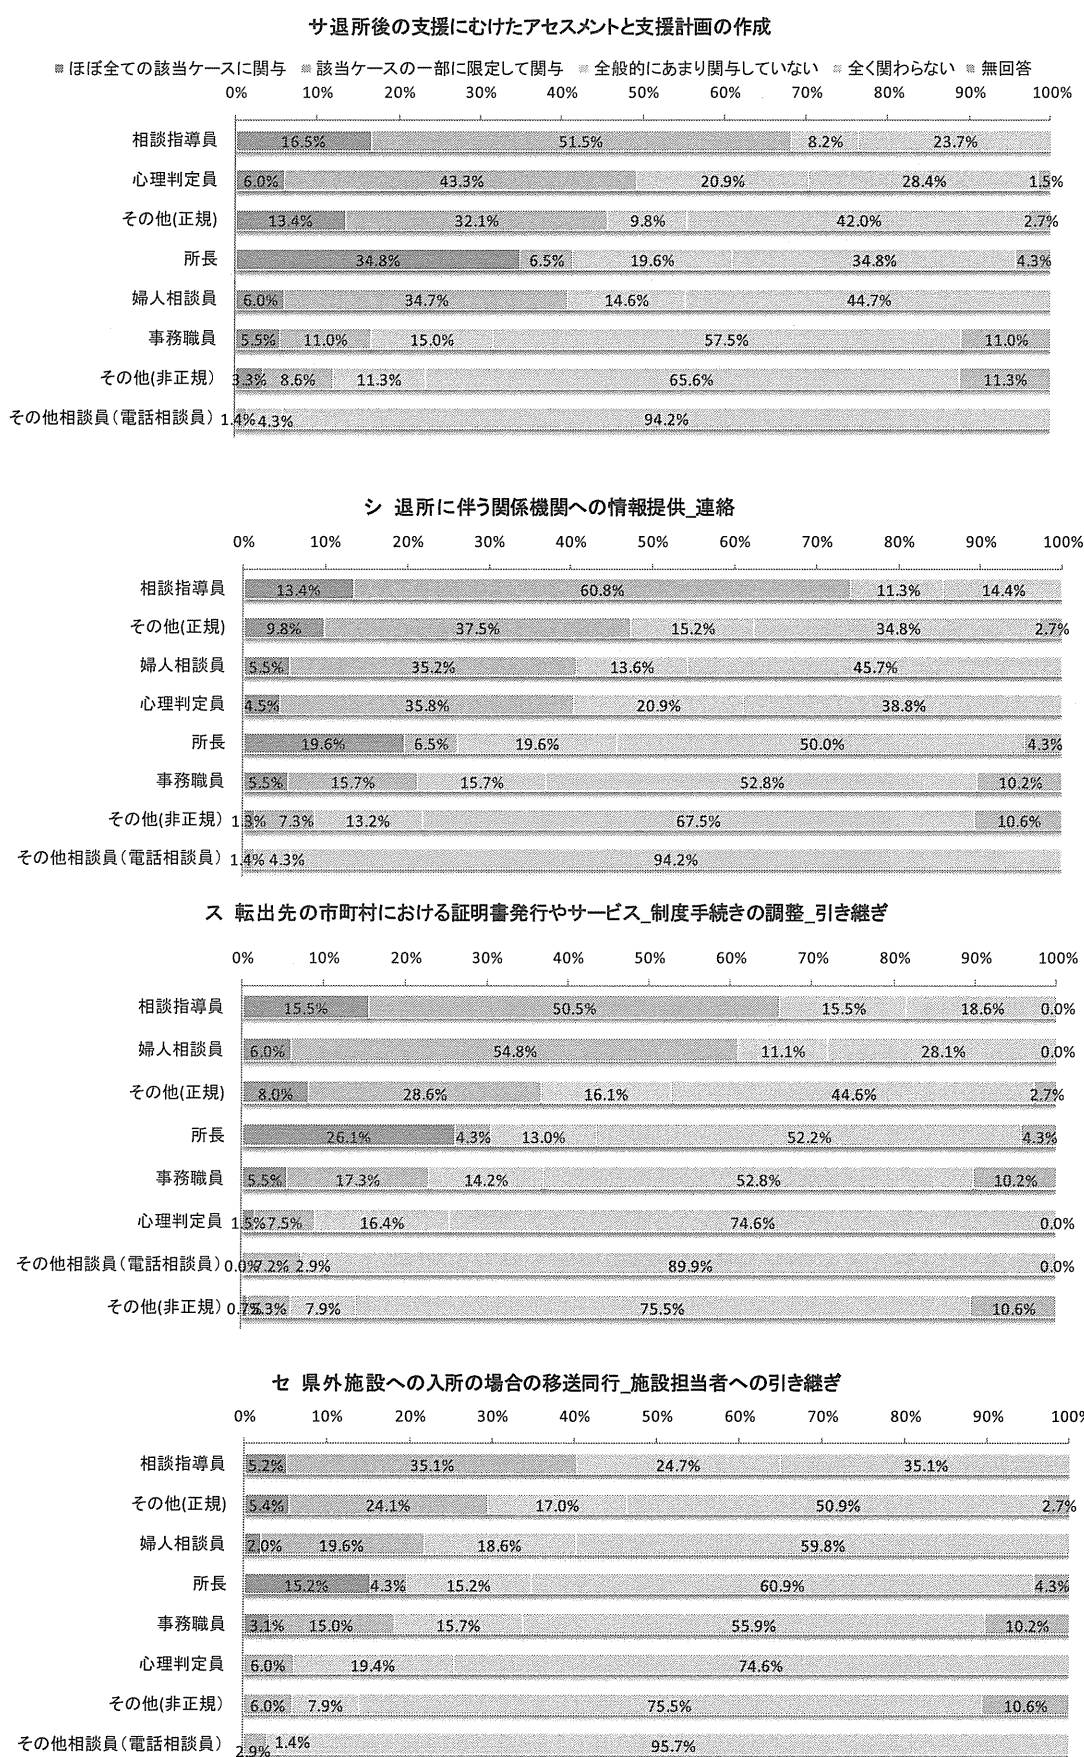 サ退所後の支援にむけたアセスメントと支援計画の作成
ほぼ全ての該当ケースに関与 該当ケースの一部に限定して関与 全般的にあまり関与していない 全く関わらない 無回答
0% 10% 20% 30% 40% 50% 60% 70% 80% 90% 100%
相談指導員 16.5% 51.5% 8.2% 23.7%
心理判定員 6.0% 43.3% 20.9% 28.4% 1.5%
その他(正規) 13.4% 32.1% 9.8% 42.0% 2.7%
所長 34.8% 6.5% 19.6% 34.8% 4.3%
婦人相談員 6.0% 34.7% 14.6% 44.7%
事務職員 5.5% 11.0% 15.0% 57.5% 11.0%
その他(非正規) 3.3% 8.6% 11.3% 65.6% 11.3%
その他相談員(電話相談員) 1.4% 4.3% 94.2%
シ 退所に伴う関係機関への情報提供_連絡
0% 10% 20% 30% 40% 50% 60% 70% 80% 90% 100%
相談指導員 13.4% 60.8% 11.3% 14.4%
その他(正規) 9.8% 37.5% 15.2% 34.8% 2.7%
婦人相談員 5.5% 35.2% 13.6% 45.7%
心理判定員 4.5% 35.8% 20.9% 38.8%
所長 19.6% 6.5% 19.6% 50.0% 4.3%
事務職員 5.5% 15.7% 15.7% 52.8% 10.2%
その他(非正規) 1.3% 7.3% 13.2% 67.5% 10.6%
その他相談員(電話相談員) 1.4% 4.3% 94.2%
ス 転出先の市町村における証明書発行やサービス_制度手続きの調整_引き継ぎ
0% 10% 20% 30% 40% 50% 60% 70% 80% 90% 100%
相談指導員 15.5% 50.5% 15.5% 18.6% 0.0%
婦人相談員 6.0% 54.8% 11.1% 28.1% 0.0%
その他(正規) 8.0% 28.6% 16.1% 44.6% 2.7%
所長 26.1% 4.3% 13.0% 52.2% 4.3%
事務職員 5.5% 17.3% 14.2% 52.8% 10.2%
心理判定員 1.5% 7.5% 16.4% 74.6% 0.0%
その他相談員(電話相談員) 0.0% 7.2% 2.9% 89.9% 0.0%
その他(非正規) 0.7% 5.3% 7.9% 75.5% 10.6%
セ 県外施設への入所の場合の移送同行_施設担当者への引き継ぎ
0% 10% 20% 30% 40% 50% 60% 70% 80% 90% 100%
相談指導員 5.2% 35.1% 24.7% 35.1%
その他(正規) 5.4% 24.1% 17.0% 50.9% 2.7%
婦人相談員 2.0% 19.6% 18.6% 59.8%
所長 15.2% 4.3% 15.2% 60.9% 4.3%
事務職員 3.1% 15.0% 15.7% 55.9% 10.2%
心理判定員 6.0% 19.4% 74.6%
その他(非正規) 6.0% 7.9% 75.5% 10.6%
その他相談員(電話相談員) 2.9% 1.4% 95.7%